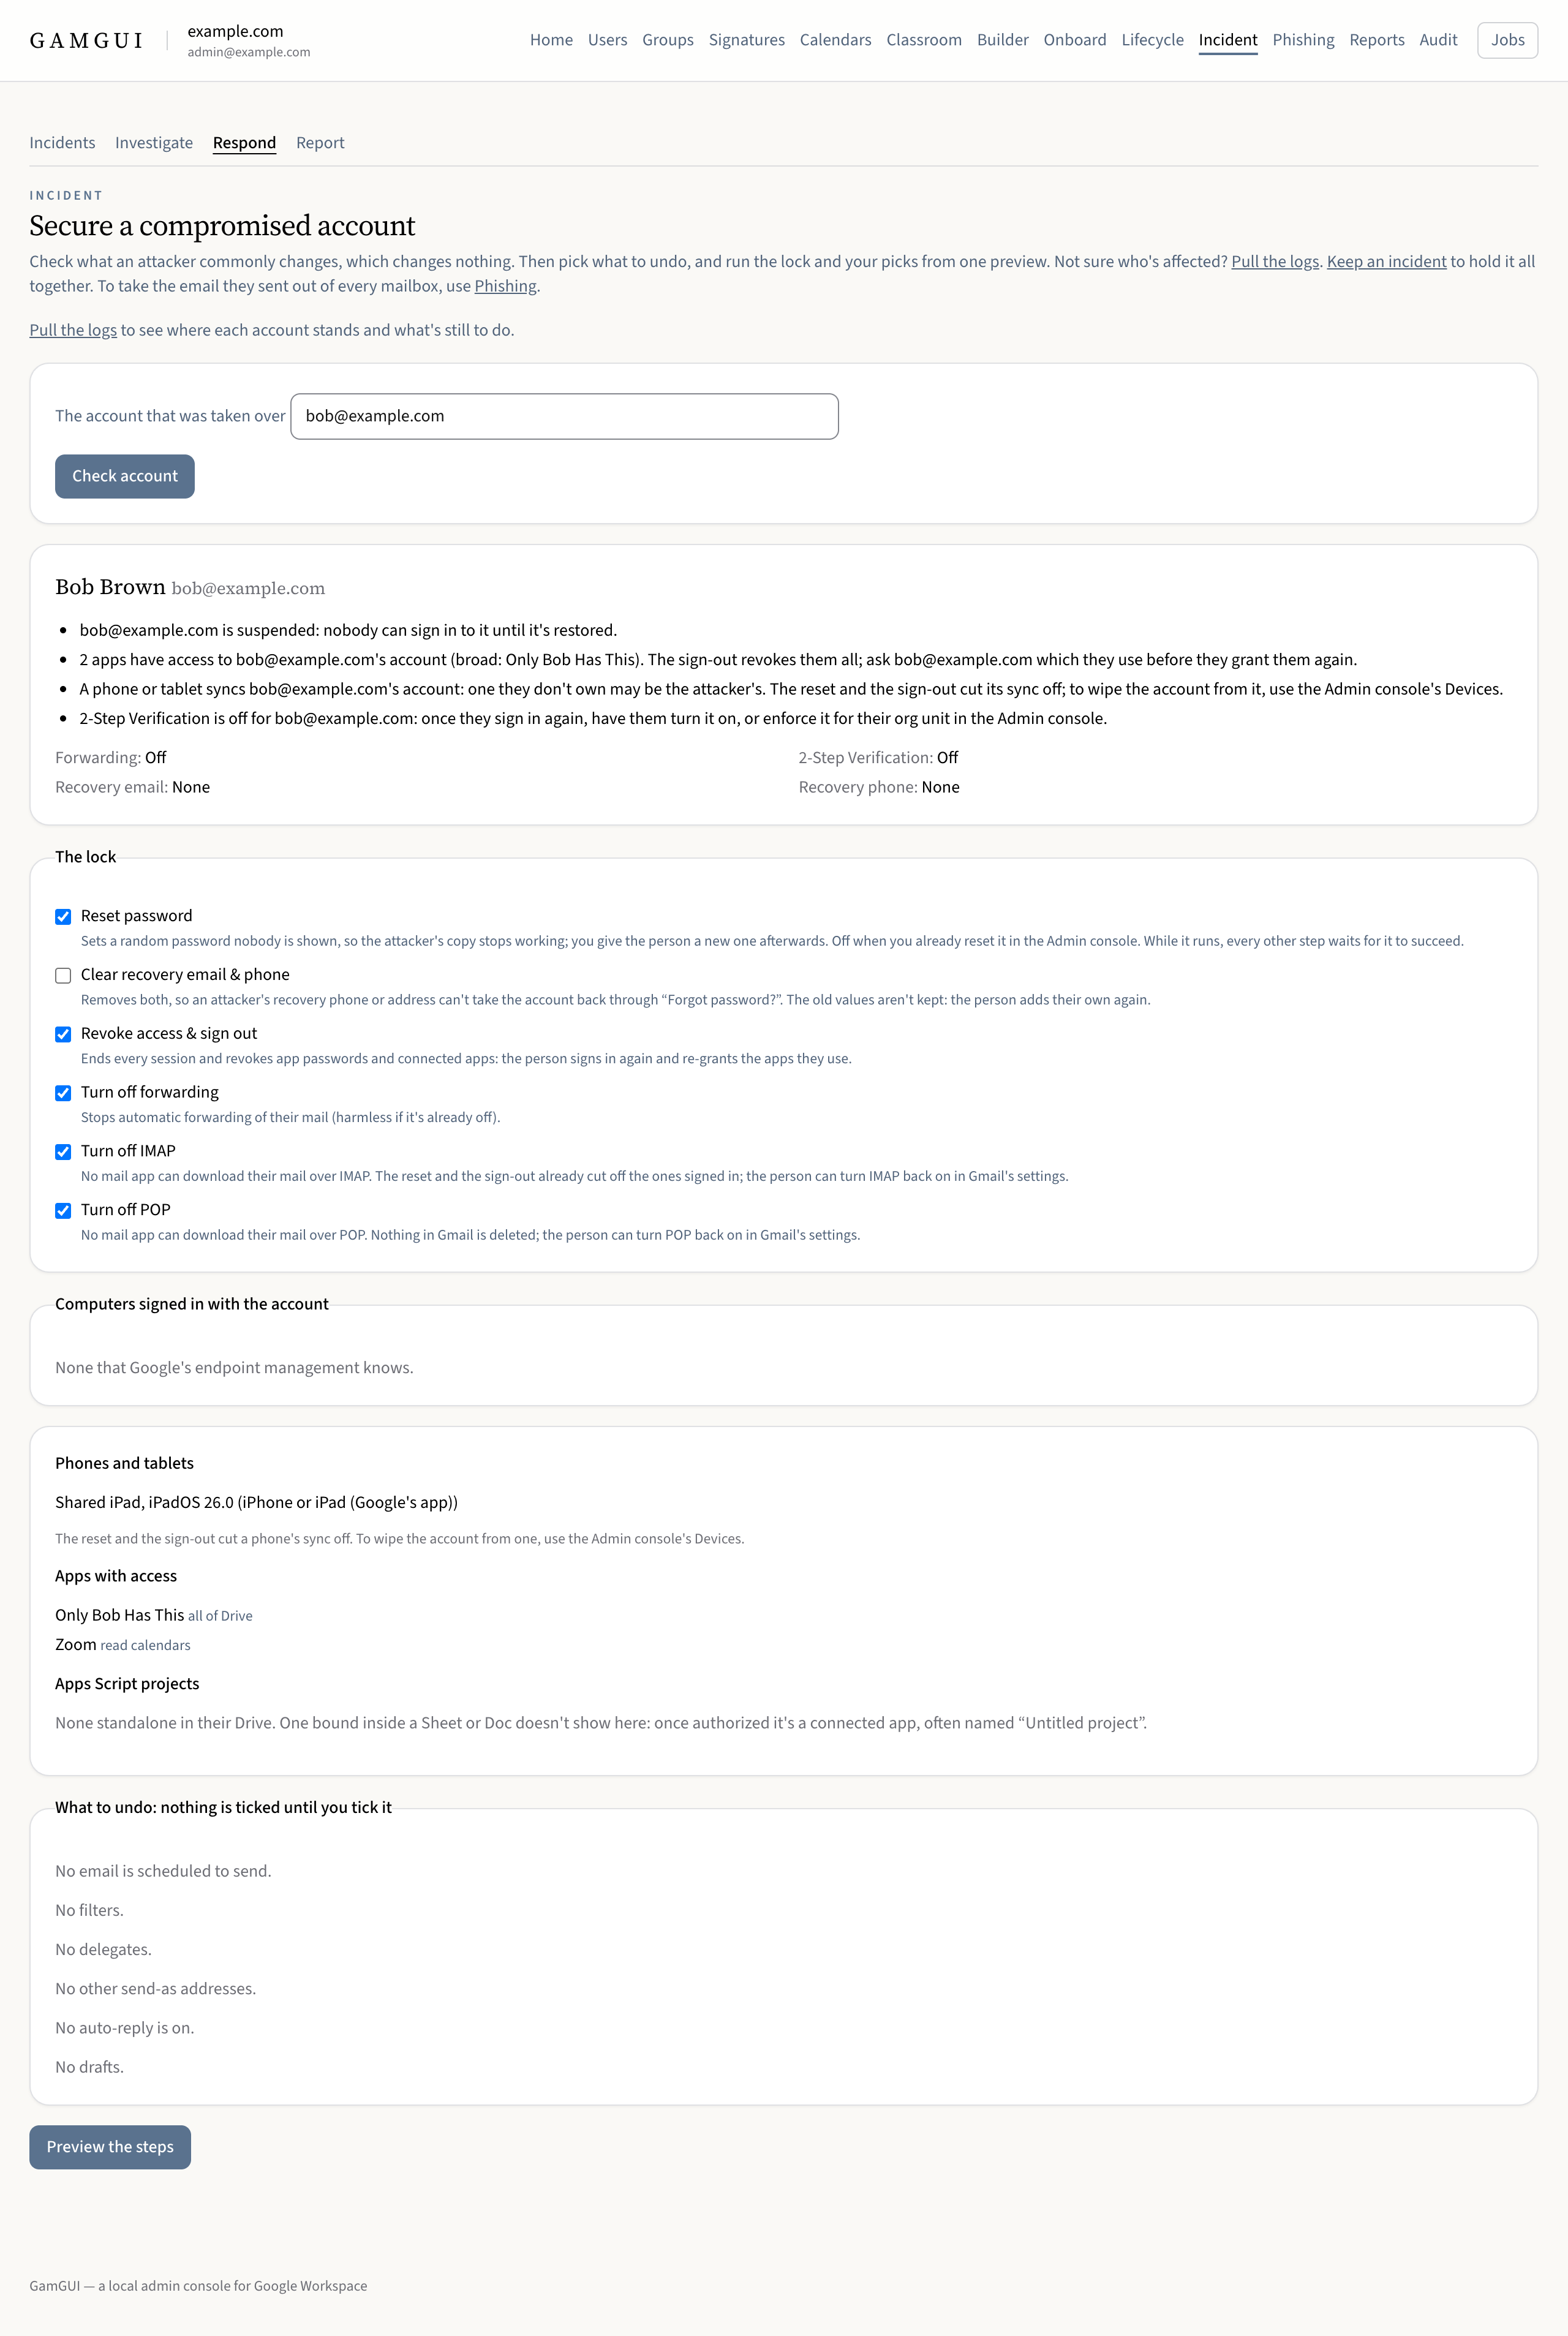 GAMGUI
example.com
admin@example.com
Home Users Groups Signatures Calendars Classroom Builder Onboard Lifecycle Incident Phishing Reports Audit Jobs
Incidents Investigate Respond Report
INCIDENT
Secure a compromised account
Check what an attacker commonly changes, which changes nothing. Then pick what to undo, and run the lock and your picks from one preview. Not sure who's affected? Pull the logs. Keep an incident to hold it all
together. To take the email they sent out of every mailbox, use Phishing.
Pull the logs to see where each account stands and what's still to do.
The account that was taken over bob@example.com
Check account
Bob Brown bob@example.com
• bob@example.com is suspended: nobody can sign in to it until it's restored.
• 2 apps have access to bob@example.com's account (broad: Only Bob Has This). The sign-out revokes them all; ask bob@example.com which they use before they grant them again.
• A phone or tablet syncs bob@example.com's account: one they don't own may be the attacker's. The reset and the sign-out cut its sync off; to wipe the account from it, use the Admin console's Devices.
• 2-Step Verification is off for bob@example.com: once they sign in again, have them turn it on, or enforce it for their org unit in the Admin console.
Forwarding: Off 2-Step Verification: Off
Recovery email: None Recovery phone: None
The lock
Reset password
Sets a random password nobody is shown, so the attacker's copy stops working; you give the person a new one afterwards. Off when you already reset it in the Admin console. While it runs, every other step waits for it to succeed.
Clear recovery email & phone
Removes both, so an attacker's recovery phone or address can't take the account back through “Forgot password?”. The old values aren't kept: the person adds their own again.
Revoke access & sign out
Ends every session and revokes app passwords and connected apps: the person signs in again and re-grants the apps they use.
Turn off forwarding
Stops automatic forwarding of their mail (harmless if it's already off).
Turn off IMAP
No mail app can download their mail over IMAP. The reset and the sign-out already cut off the ones signed in; the person can turn IMAP back on in Gmail's settings.
Turn off POP
No mail app can download their mail over POP. Nothing in Gmail is deleted; the person can turn POP back on in Gmail's settings.
Computers signed in with the account
None that Google's endpoint management knows.
Phones and tablets
Shared iPad, iPadOS 26.0 (iPhone or iPad (Google's app))
The reset and the sign-out cut a phone's sync off. To wipe the account from one, use the Admin console's Devices.
Apps with access
Only Bob Has This all of Drive
Zoom read calendars
Apps Script projects
None standalone in their Drive. One bound inside a Sheet or Doc doesn't show here: once authorized it's a connected app, often named “Untitled project”.
What to undo: nothing is ticked until you tick it
No email is scheduled to send.
No filters.
No delegates.
No other send-as addresses.
No auto-reply is on.
No drafts.
Preview the steps
GamGUI — a local admin console for Google Workspace